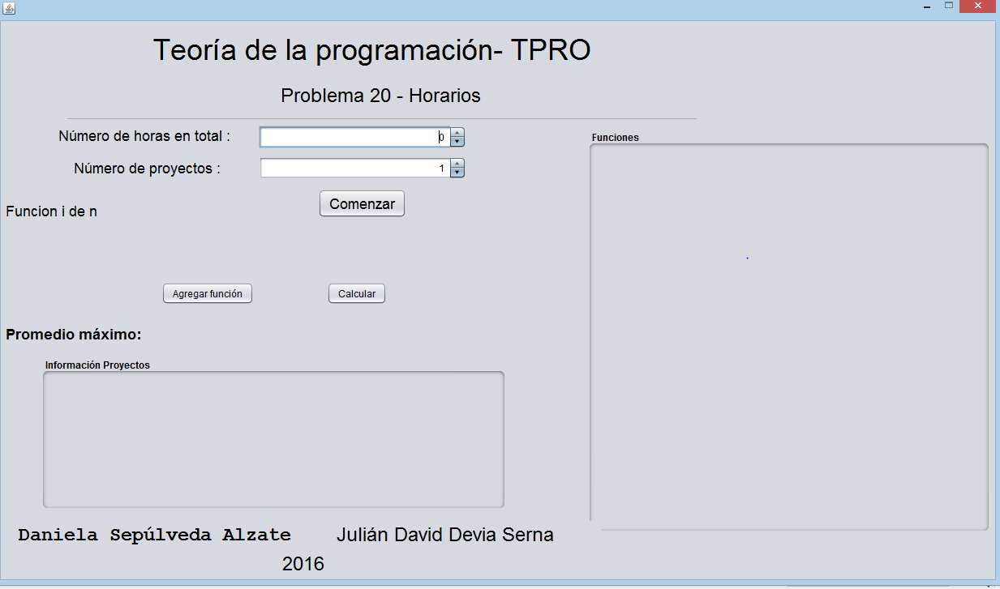 Teoría de la programación- TPRO
Problema 20 - Horarios
Número de horas en total :
0
Número de proyectos :
1
Comenzar
Funcion i de n
Agregar función
Calcular
Promedio máximo:
Información Proyectos
Funciones
Daniela Sepúlveda Alzate
Julián David Devia Serna
2016